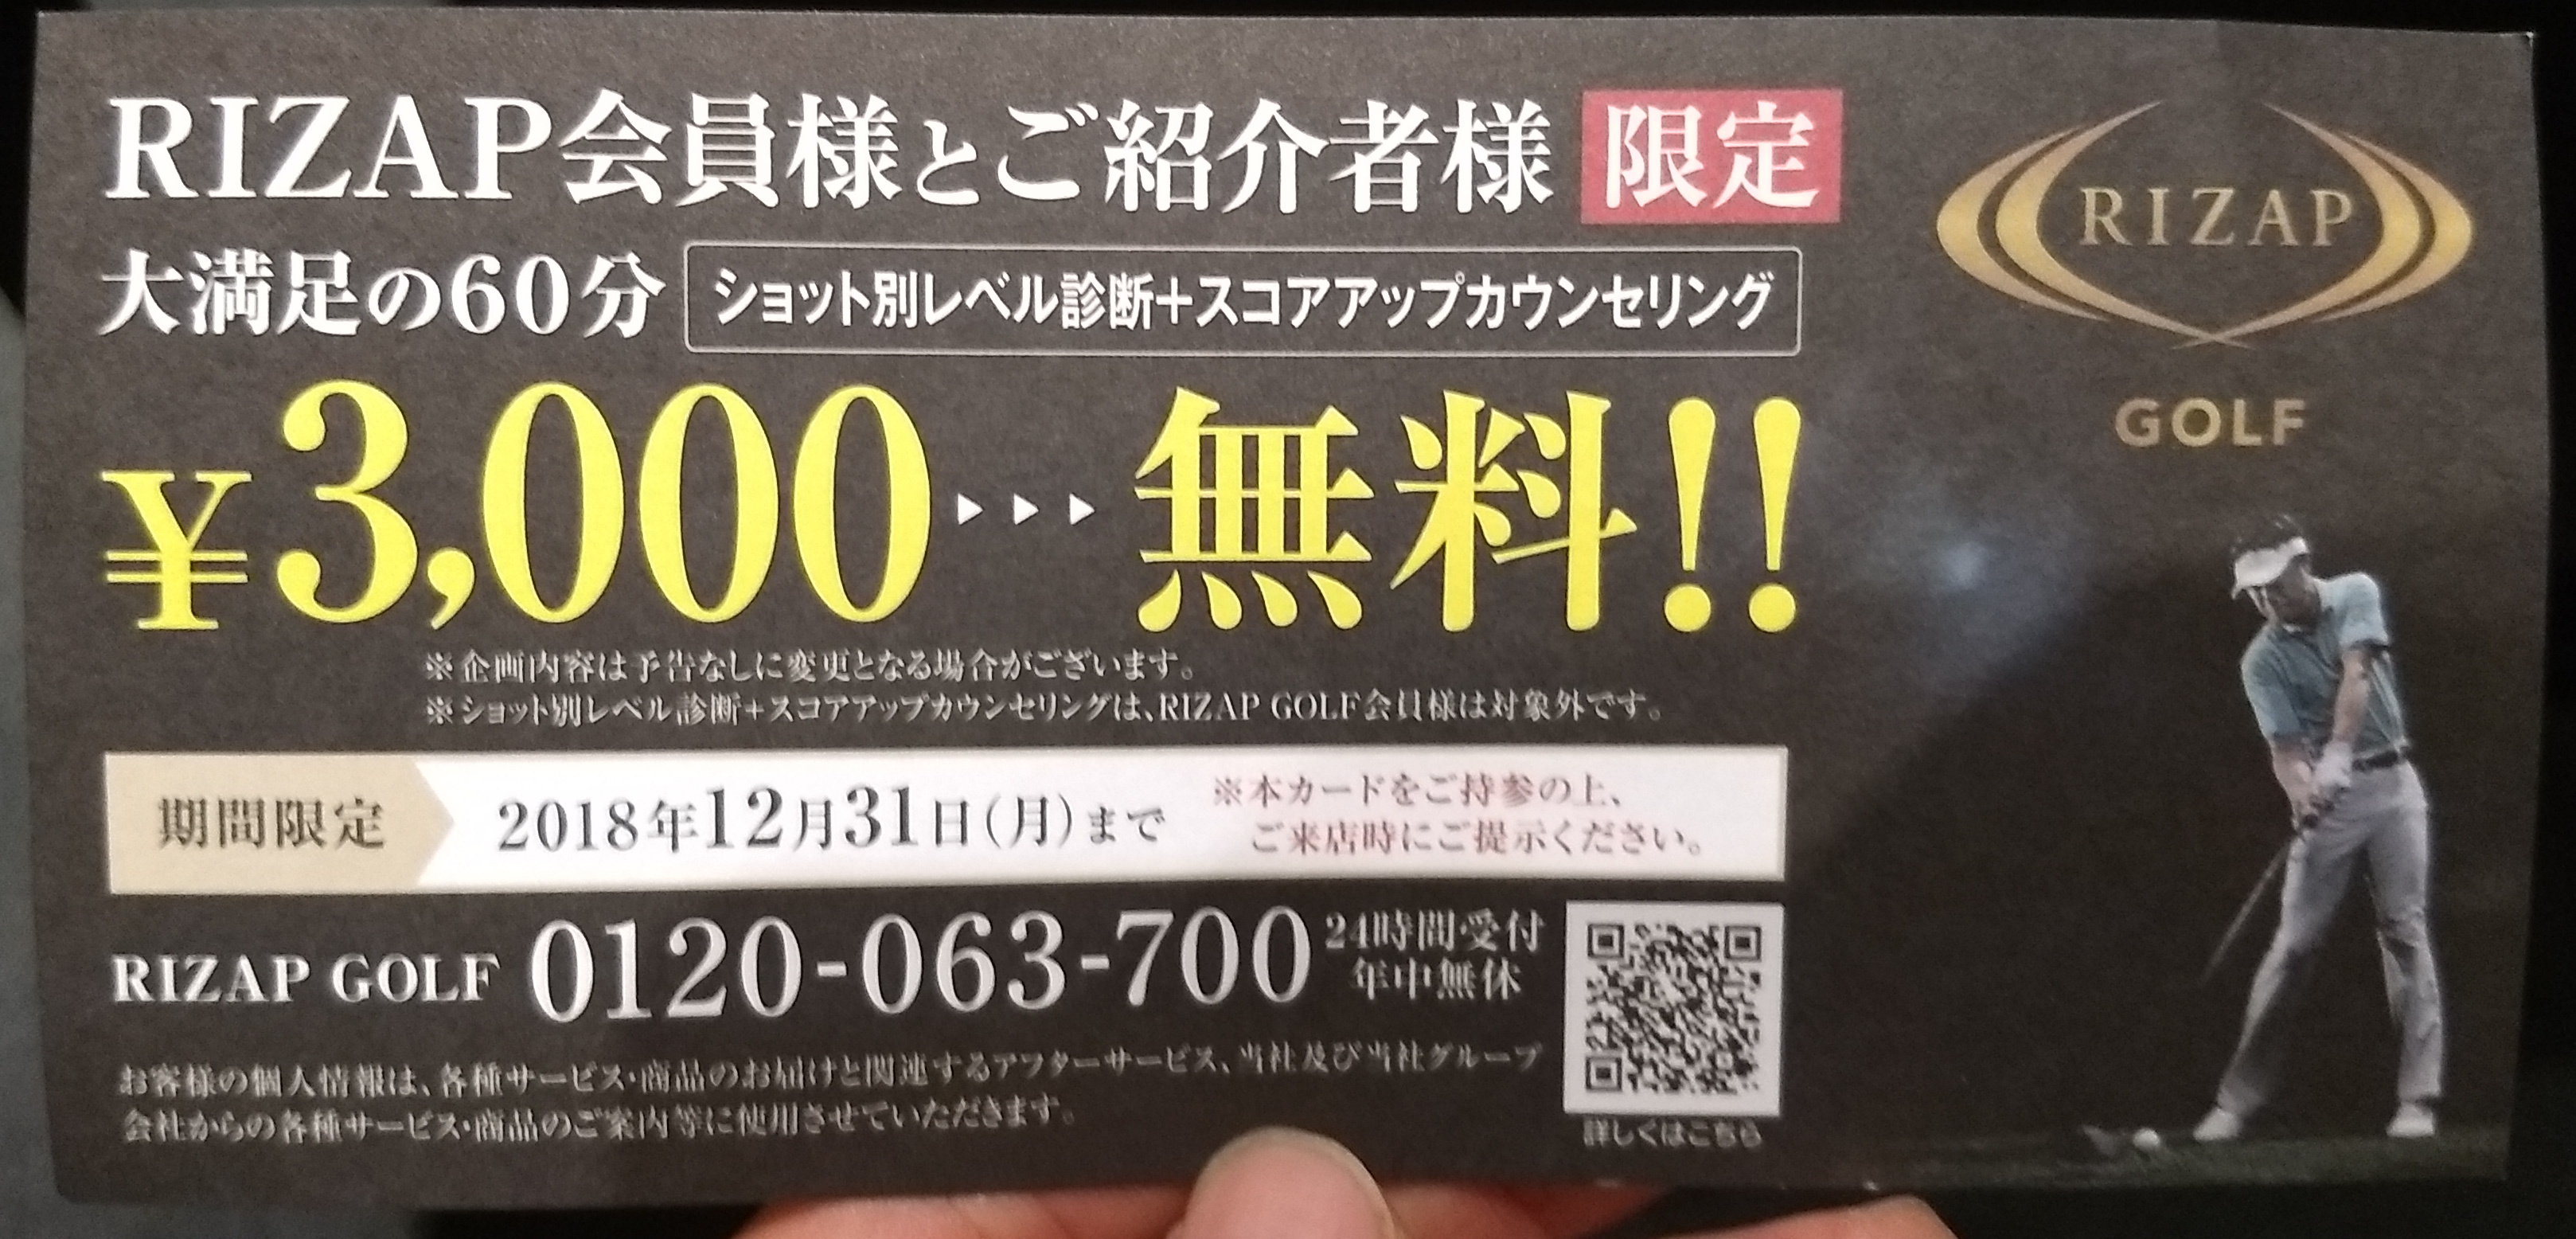 RIZAP会員様とご紹介者様 限定
大満足の60分 ショット別レベル診断+スコアアップカウンセリング
¥3,000 ▶▶▶ 無料!!
※企画内容は予告なしに変更となる場合がございます。
※ショット別レベル診断+スコアアップカウンセリングは、RIZAP GOLF会員様は対象外です。
期間限定 2018年12月31日(月)まで
※本カードをご持参の上、
ご来店時にご提示ください。
RIZAP GOLF 0120-063-700
24時間受付
年中無休
お客様の個人情報は、各種サービス・商品のお届けと関連するアフターサービス、当社及び当社グループ
会社からの各種サービス・商品のご案内等に使用させていただきます。
詳しくはこちら
RIZAP
GOLF